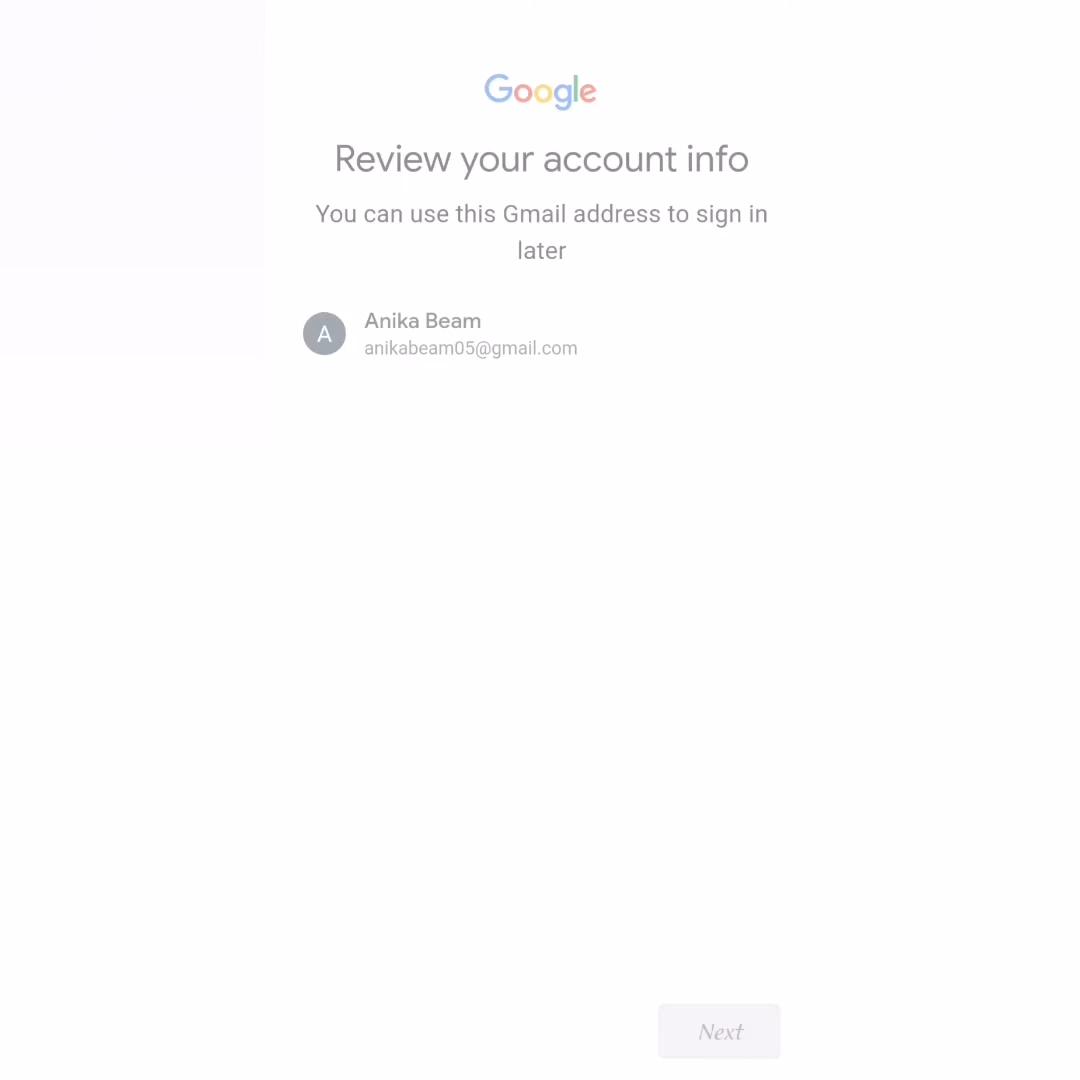 Google
Review your account info
You can use this Gmail address to sign in
later
A
Anika Beam
anikabeam05@gmail.com
Next